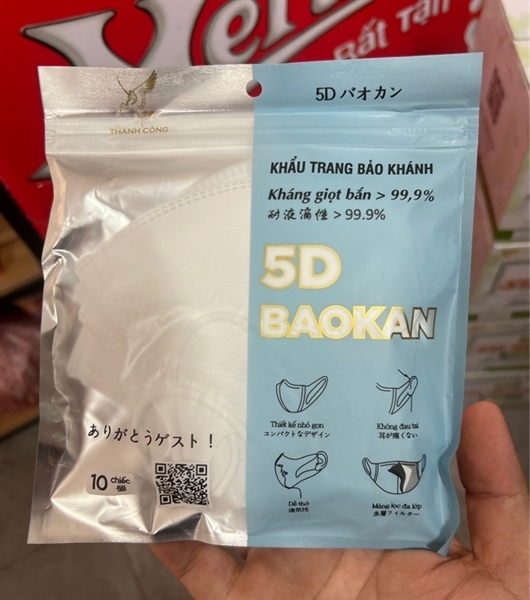 Bất Tận
THÀNH CÔNG
5D バオカン
KHẨU TRANG BẢO KHÁNH
Kháng giọt bắn > 99,9%
耐液滴性 > 99.9%
5D
BAOKAN
Thiết kế nhỏ gọn
コンパクトなデザイン
Không đau tai
耳が痛くない
ありがとうゲスト!
10 chiếc
個
Dễ thở
通気性
Màng lọc đa lớp
多層フィルター